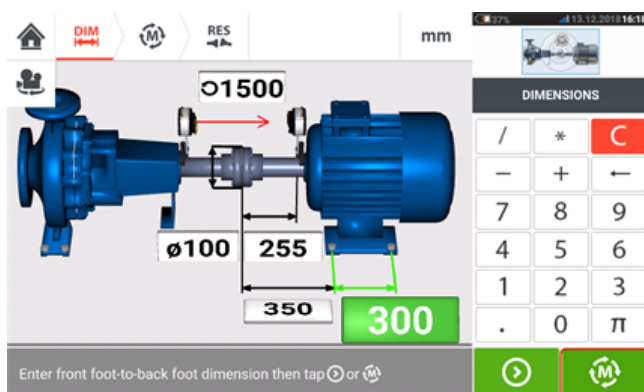 37% 13.12.2018 16:18
DIM
M
RES
mm
DIMENSIONS
1500
ø100
255
350
300
/ * C
− + ←
7 8 9
4 5 6
1 2 3
. 0 π
M
Enter front foot-to-back foot dimension then tap or M